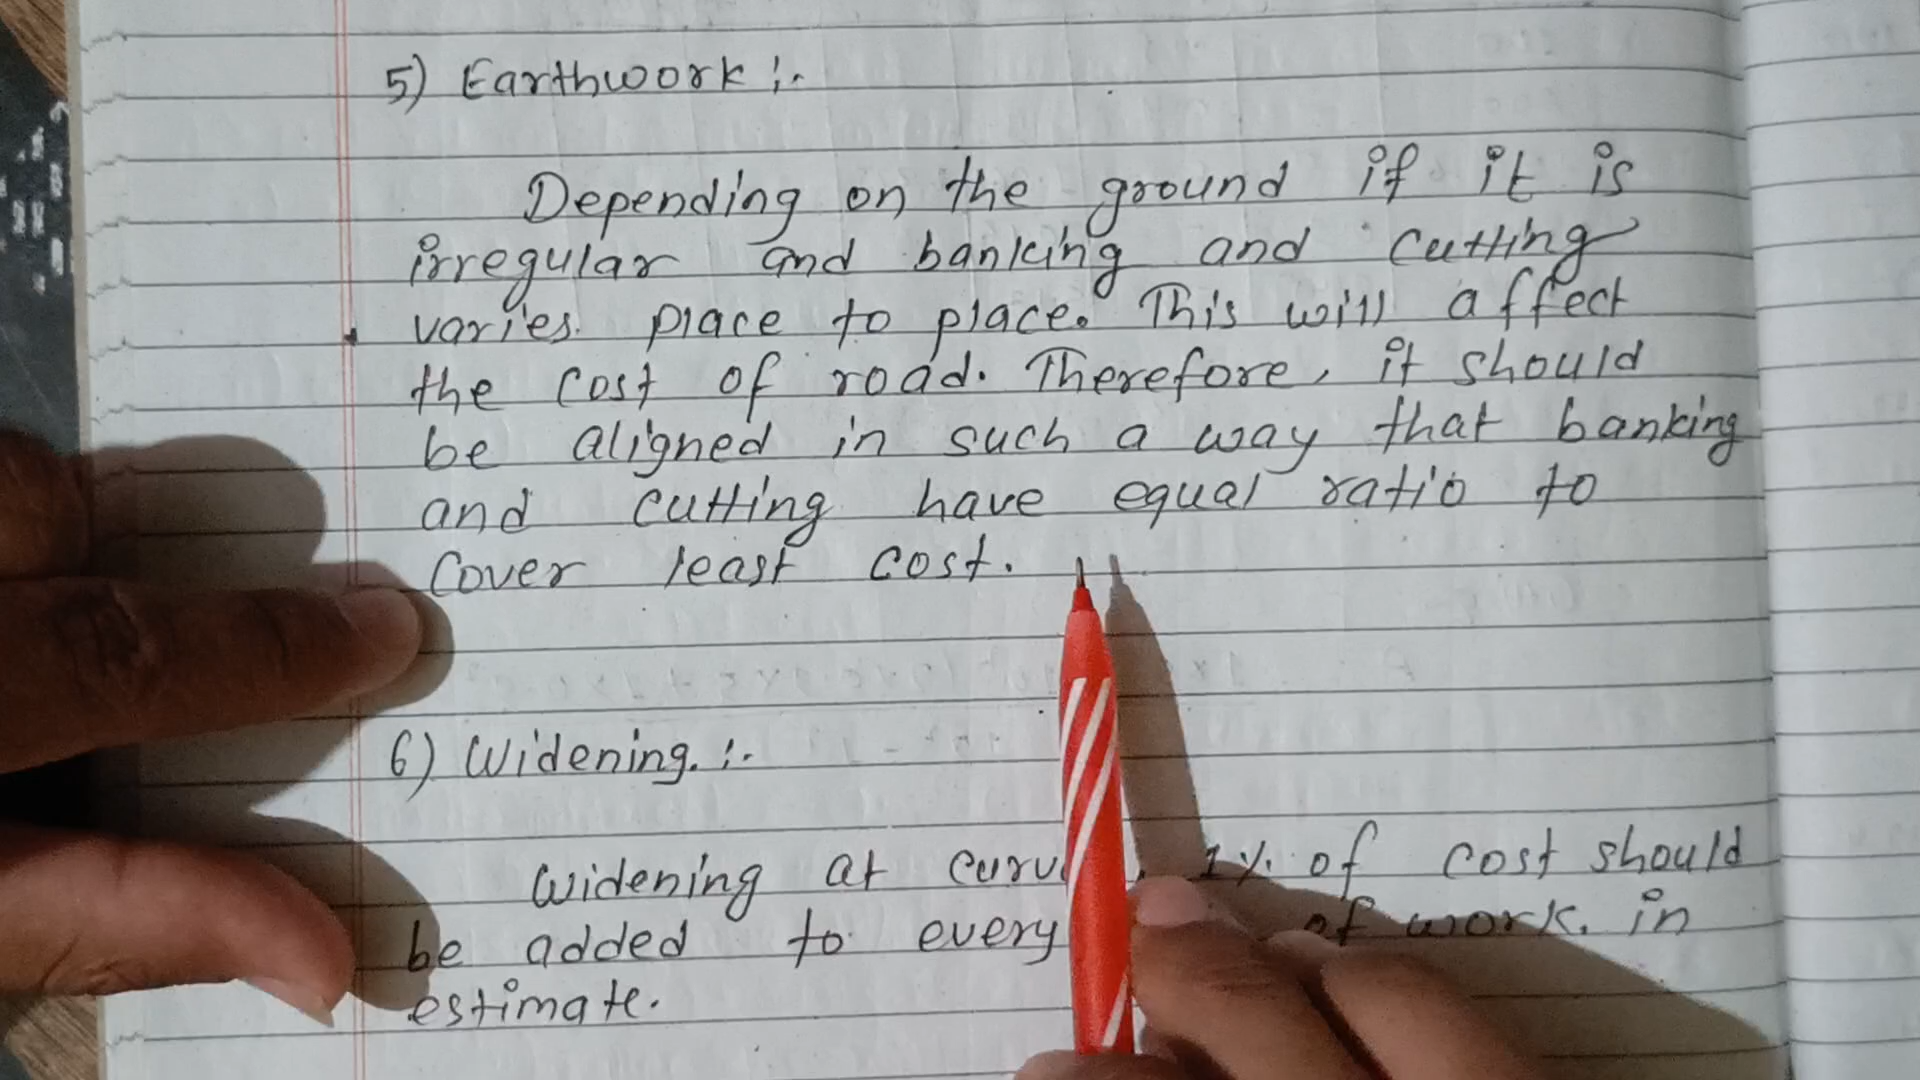 5) Earthwork :-
Depending on the ground if it is
irregular and banking and cutting
varies. place to place. This will affect
the cost of road. Therefore, it should
be aligned in such a way that banking
and cutting have equal ratio to
cover least cost.
6) Widening. :-
Widening at 1% of cost should
be added to every of work. in
estimate.